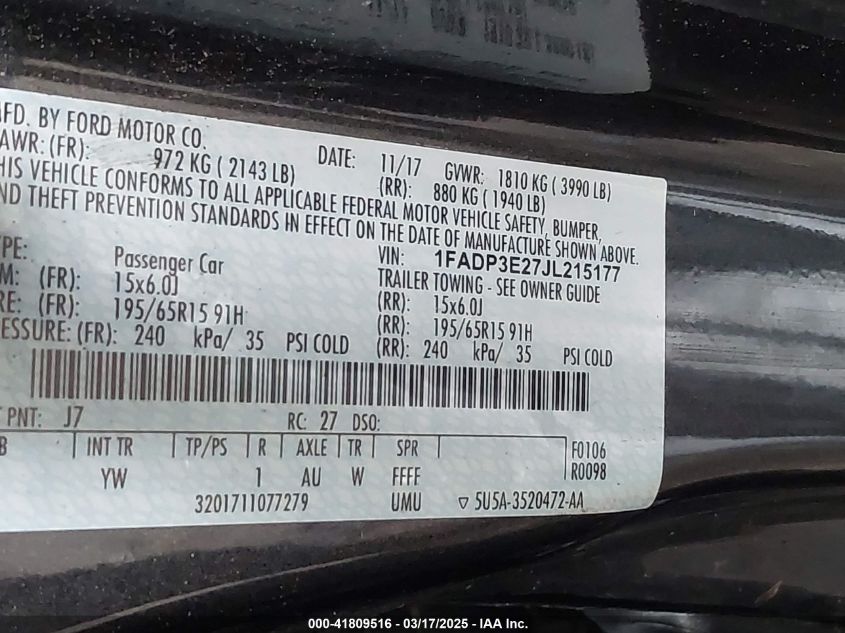 MFD. BY FORD MOTOR CO.
DATE: 11/17 GVWR: 1810 KG ( 3990 LB)
AWR: (FR): 972 KG ( 2143 LB) (RR): 880 KG ( 1940 LB)
HIS VEHICLE CONFORMS TO ALL APPLICABLE FEDERAL MOTOR VEHICLE SAFETY, BUMPER,
ND THEFT PREVENTION STANDARDS IN EFFECT ON THE DATE OF MANUFACTURE SHOWN ABOVE.
VIN: 1FADP3E27JL215177
PE: Passenger Car TRAILER TOWING - SEE OWNER GUIDE
M: (FR): 15x6.0J (RR): 15x6.0J
RE: (FR): 195/65R15 91H (RR): 195/65R15 91H
ESSURE: (FR): 240 kPa/ 35 PSI COLD (RR): 240 kPa/ 35 PSI COLD
T PNT: J7 RC: 27 DSO:
B INT TR TP/PS R AXLE TR SPR F0106
YW 1 AU W FFFF R0098
3201711077279 UMU ▽ 5U5A-3520472-AA
000-41809516 - 03/17/2025 - IAA Inc.